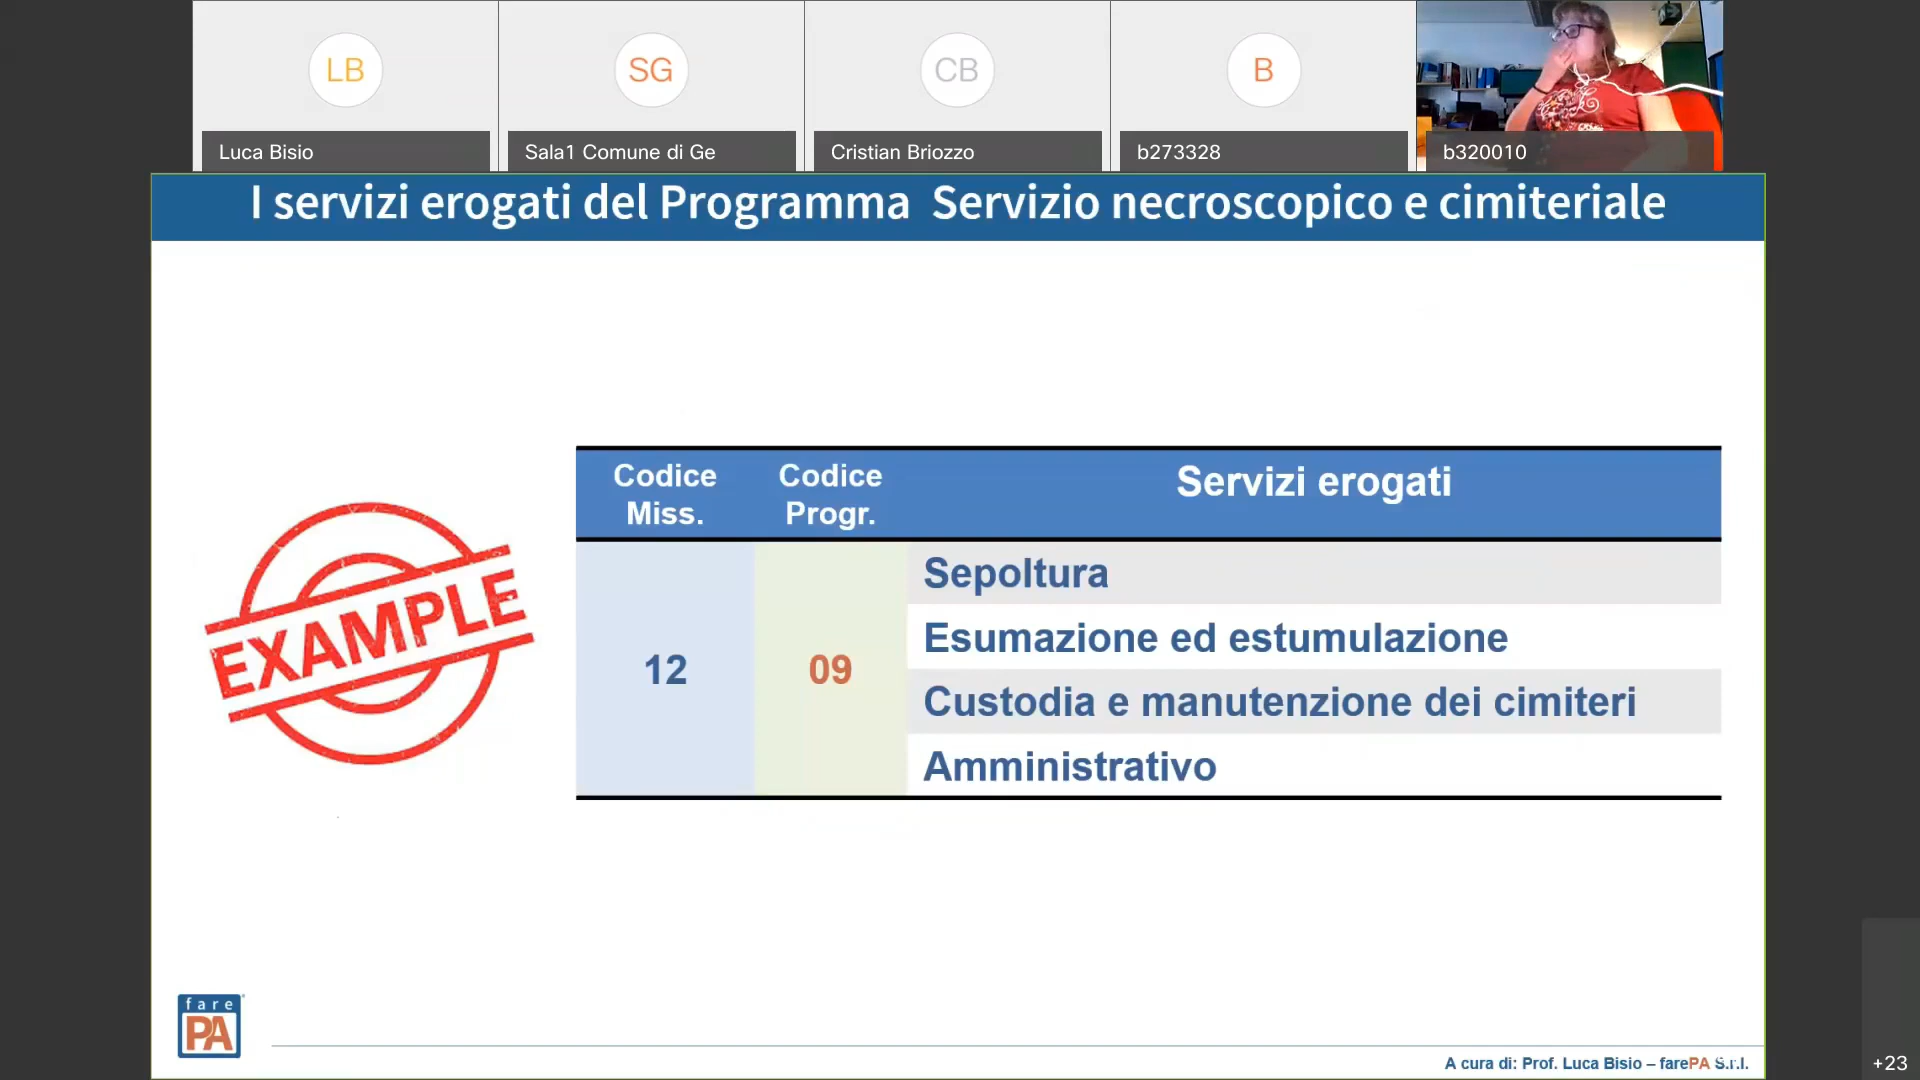 LB
SG
CB
B
Luca Bisio
Sala1 Comune di Ge
Cristian Briozzo
b273328
b320010
I servizi erogati del Programma Servizio necroscopico e cimiteriale
Codice Miss.
Codice Progr.
Servizi erogati
EXAMPLE
12
09
Sepoltura
Esumazione ed estumulazione
Custodia e manutenzione dei cimiteri
Amministrativo
fare
PA
A cura di: Prof. Luca Bisio – farePA S.r.l.
+23